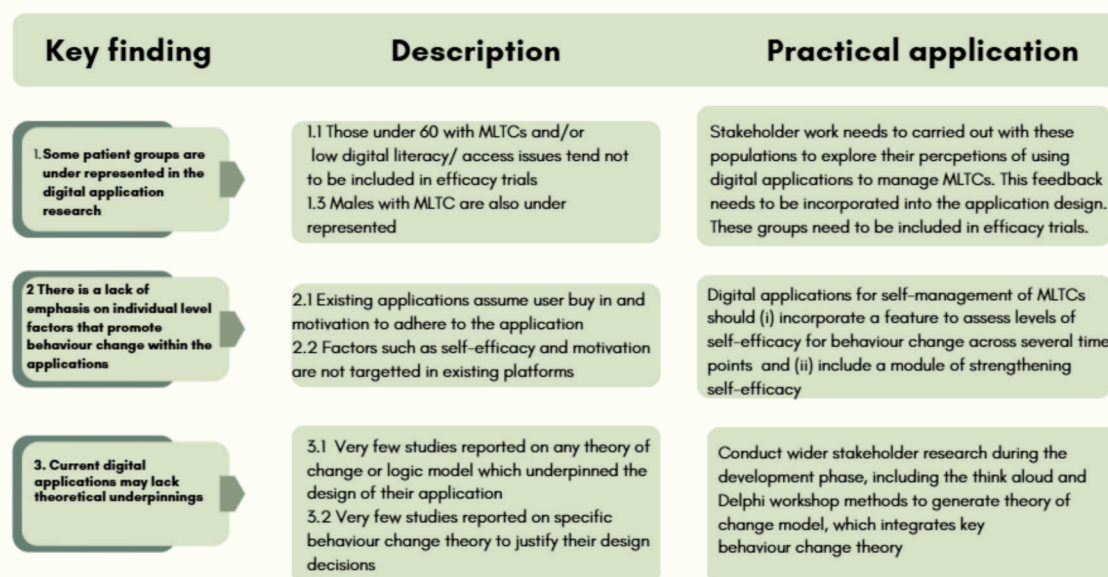 Key finding
Description
Practical application
1. Some patient groups are
under represented in the
digital application
research
1.1 Those under 60 with MLTCs and/or
low digital literacy/ access issues tend not
to be included in efficacy trials
1.3 Males with MLTC are also under
represented
Stakeholder work needs to carried out with these
populations to explore their percpetions of using
digital applications to manage MLTCs. This feedback
needs to be incorporated into the application design.
These groups need to be included in efficacy trials.
2 There is a lack of
emphasis on individual level
factors that promote
behaviour change within the
applications
2.1 Existing applications assume user buy in and
motivation to adhere to the application
2.2 Factors such as self-efficacy and motivation
are not targetted in existing platforms
Digital applications for self-management of MLTCs
should (i) incorporate a feature to assess levels of
self-efficacy for behaviour change across several time
points and (ii) include a module of strengthening
self-efficacy
3. Current digital
applications may lack
theoretical underpinnings
3.1 Very few studies reported on any theory of
change or logic model which underpinned the
design of their application
3.2 Very few studies reported on specific
behaviour change theory to justify their design
decisions
Conduct wider stakeholder research during the
development phase, including the think aloud and
Delphi workshop methods to generate theory of
change model, which integrates key
behaviour change theory